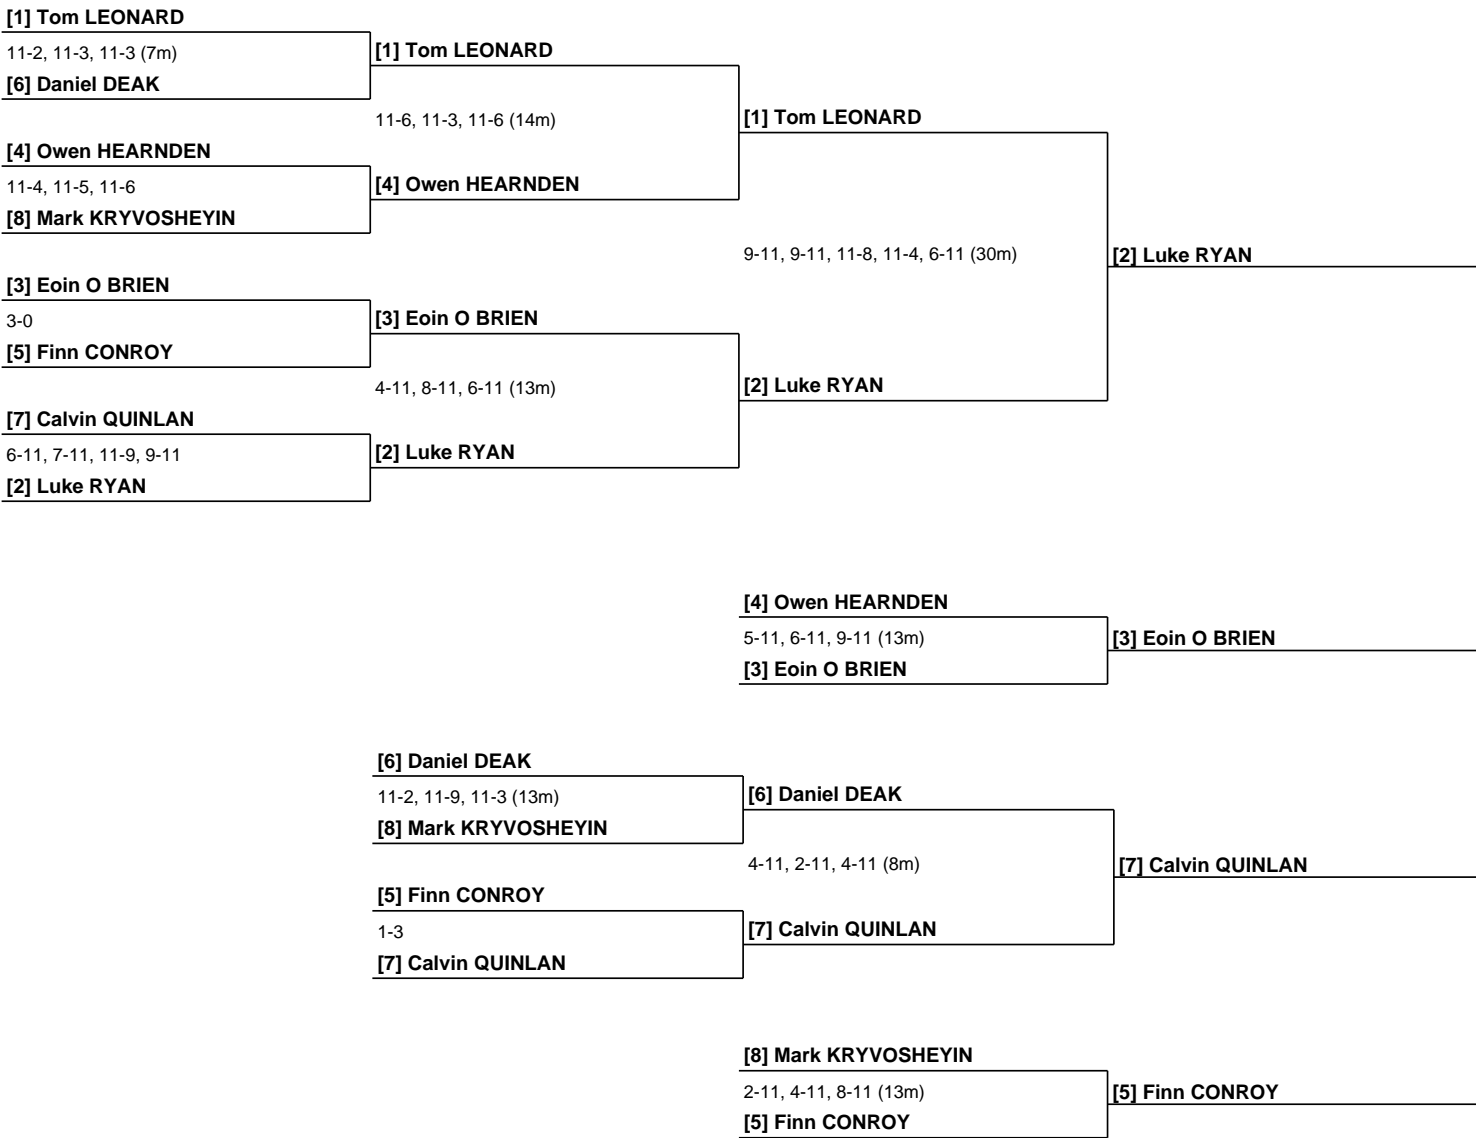 [1] Tom LEONARD
11-2, 11-3, 11-3 (7m)
[6] Daniel DEAK
[4] Owen HEARNDEN
11-4, 11-5, 11-6
[8] Mark KRYVOSHEYIN
[3] Eoin O BRIEN
3-0
[5] Finn CONROY
[7] Calvin QUINLAN
6-11, 7-11, 11-9, 9-11
[2] Luke RYAN
[1] Tom LEONARD
11-6, 11-3, 11-6 (14m)
[4] Owen HEARNDEN
[3] Eoin O BRIEN
4-11, 8-11, 6-11 (13m)
[2] Luke RYAN
[1] Tom LEONARD
9-11, 9-11, 11-8, 11-4, 6-11 (30m)
[2] Luke RYAN
[2] Luke RYAN
[4] Owen HEARNDEN
5-11, 6-11, 9-11 (13m)
[3] Eoin O BRIEN
[3] Eoin O BRIEN
[6] Daniel DEAK
11-2, 11-9, 11-3 (13m)
[8] Mark KRYVOSHEYIN
[5] Finn CONROY
1-3
[7] Calvin QUINLAN
[6] Daniel DEAK
4-11, 2-11, 4-11 (8m)
[7] Calvin QUINLAN
[7] Calvin QUINLAN
[8] Mark KRYVOSHEYIN
2-11, 4-11, 8-11 (13m)
[5] Finn CONROY
[5] Finn CONROY